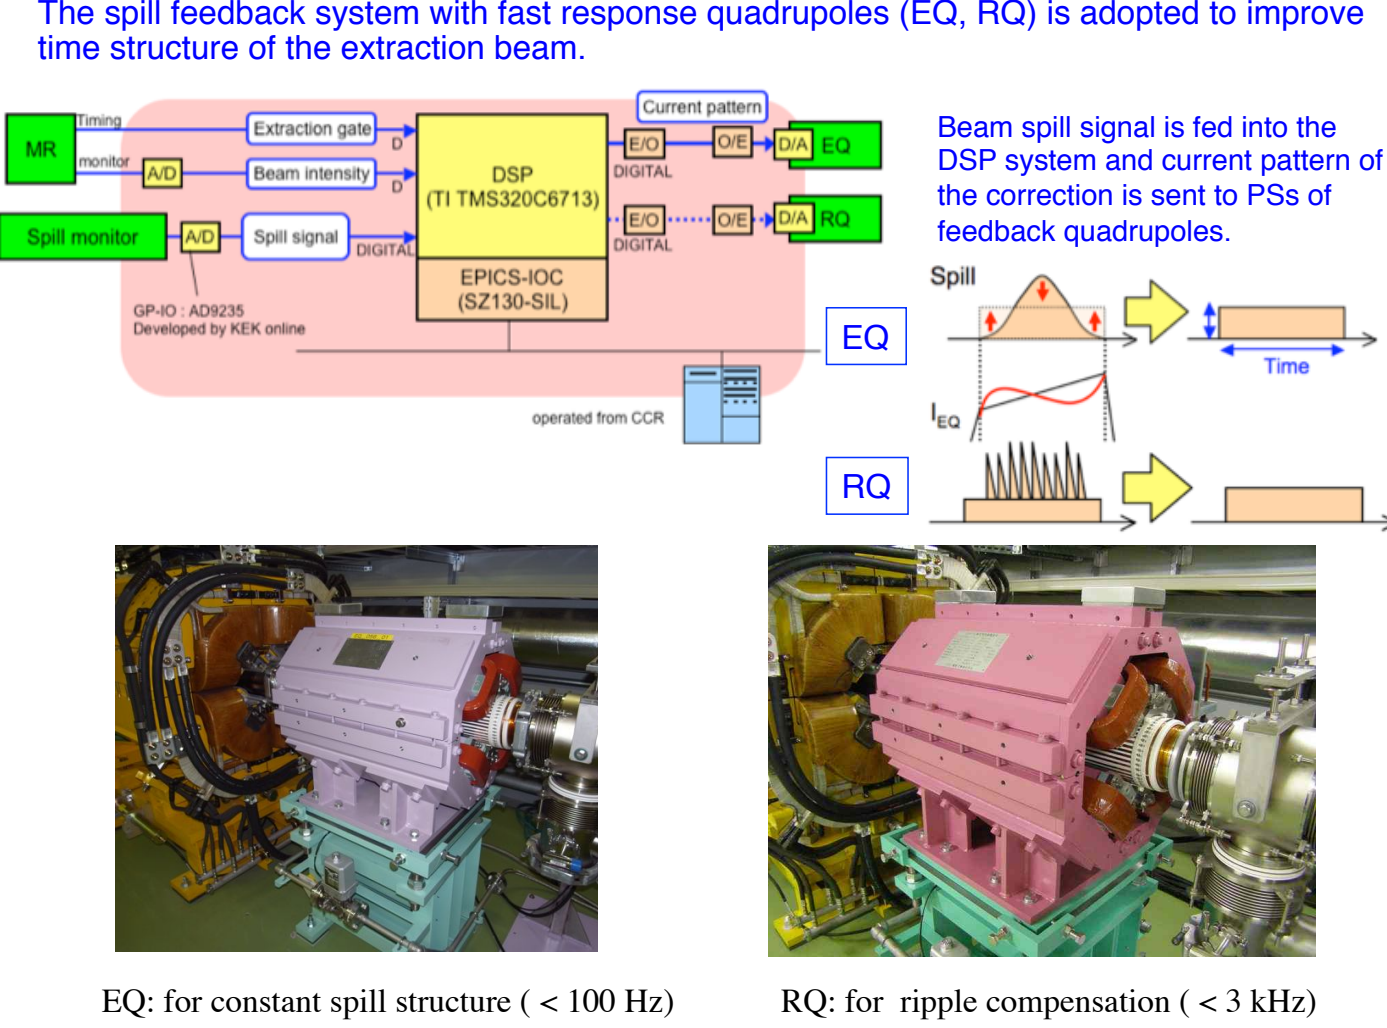 The spill feedback system with fast response quadrupoles (EQ, RQ) is adopted to improve
time structure of the extraction beam.
Current pattern
Timing
Extraction gate
D
E/O
O/E
D/A
EQ
DIGITAL
MR
monitor
A/D
Beam intensity
D
DSP
(TI TMS320C6713)
E/O
O/E
D/A
RQ
DIGITAL
Spill monitor
A/D
Spill signal
DIGITAL
EPICS-IOC
(SZ130-SIL)
GP-IO : AD9235
Developed by KEK online
operated from CCR
Beam spill signal is fed into the
DSP system and current pattern of
the correction is sent to PSs of
feedback quadrupoles.
Spill
EQ
Time
IEQ
RQ
EQ: for constant spill structure ( < 100 Hz)
RQ: for  ripple compensation ( < 3 kHz)